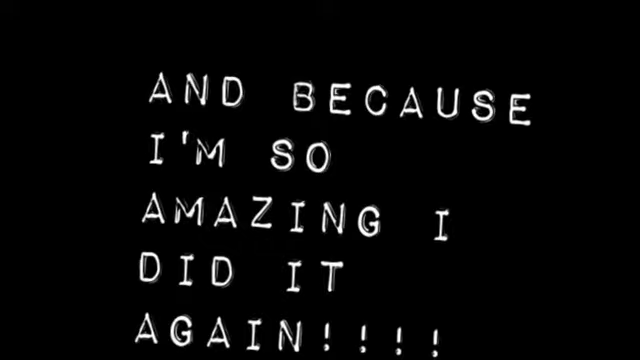 AND BECAUSE
I'M SO
AMAZING I
DID IT
AGAIN!!!!